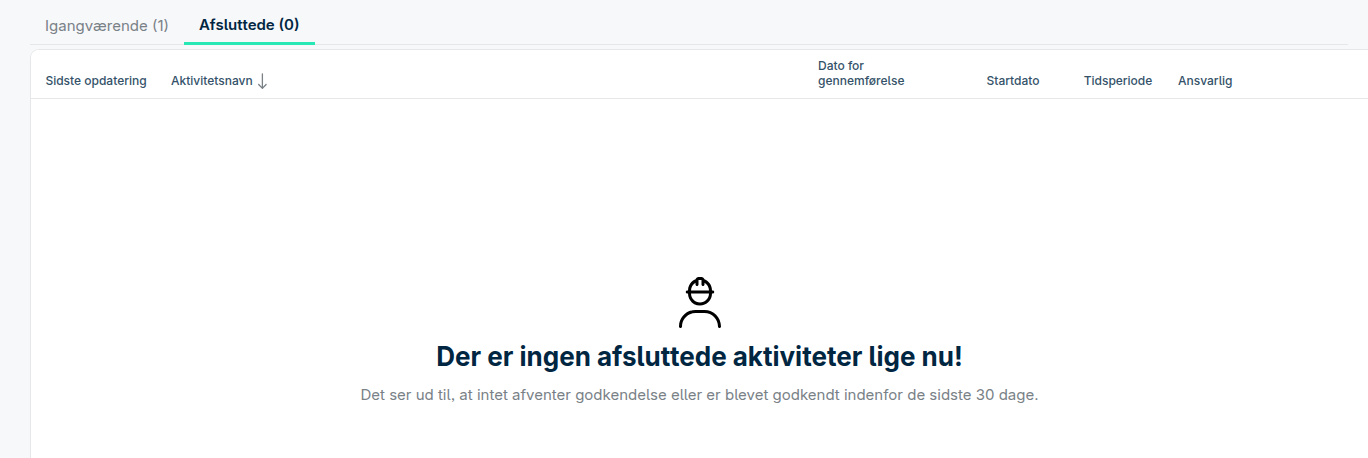 Igangværende (1) Afsluttede (0)
Sidste opdatering Aktivitetsnavn Dato for gennemførelse Startdato Tidsperiode Ansvarlig
Der er ingen afsluttede aktiviteter lige nu!
Det ser ud til, at intet afventer godkendelse eller er blevet godkendt indenfor de sidste 30 dage.